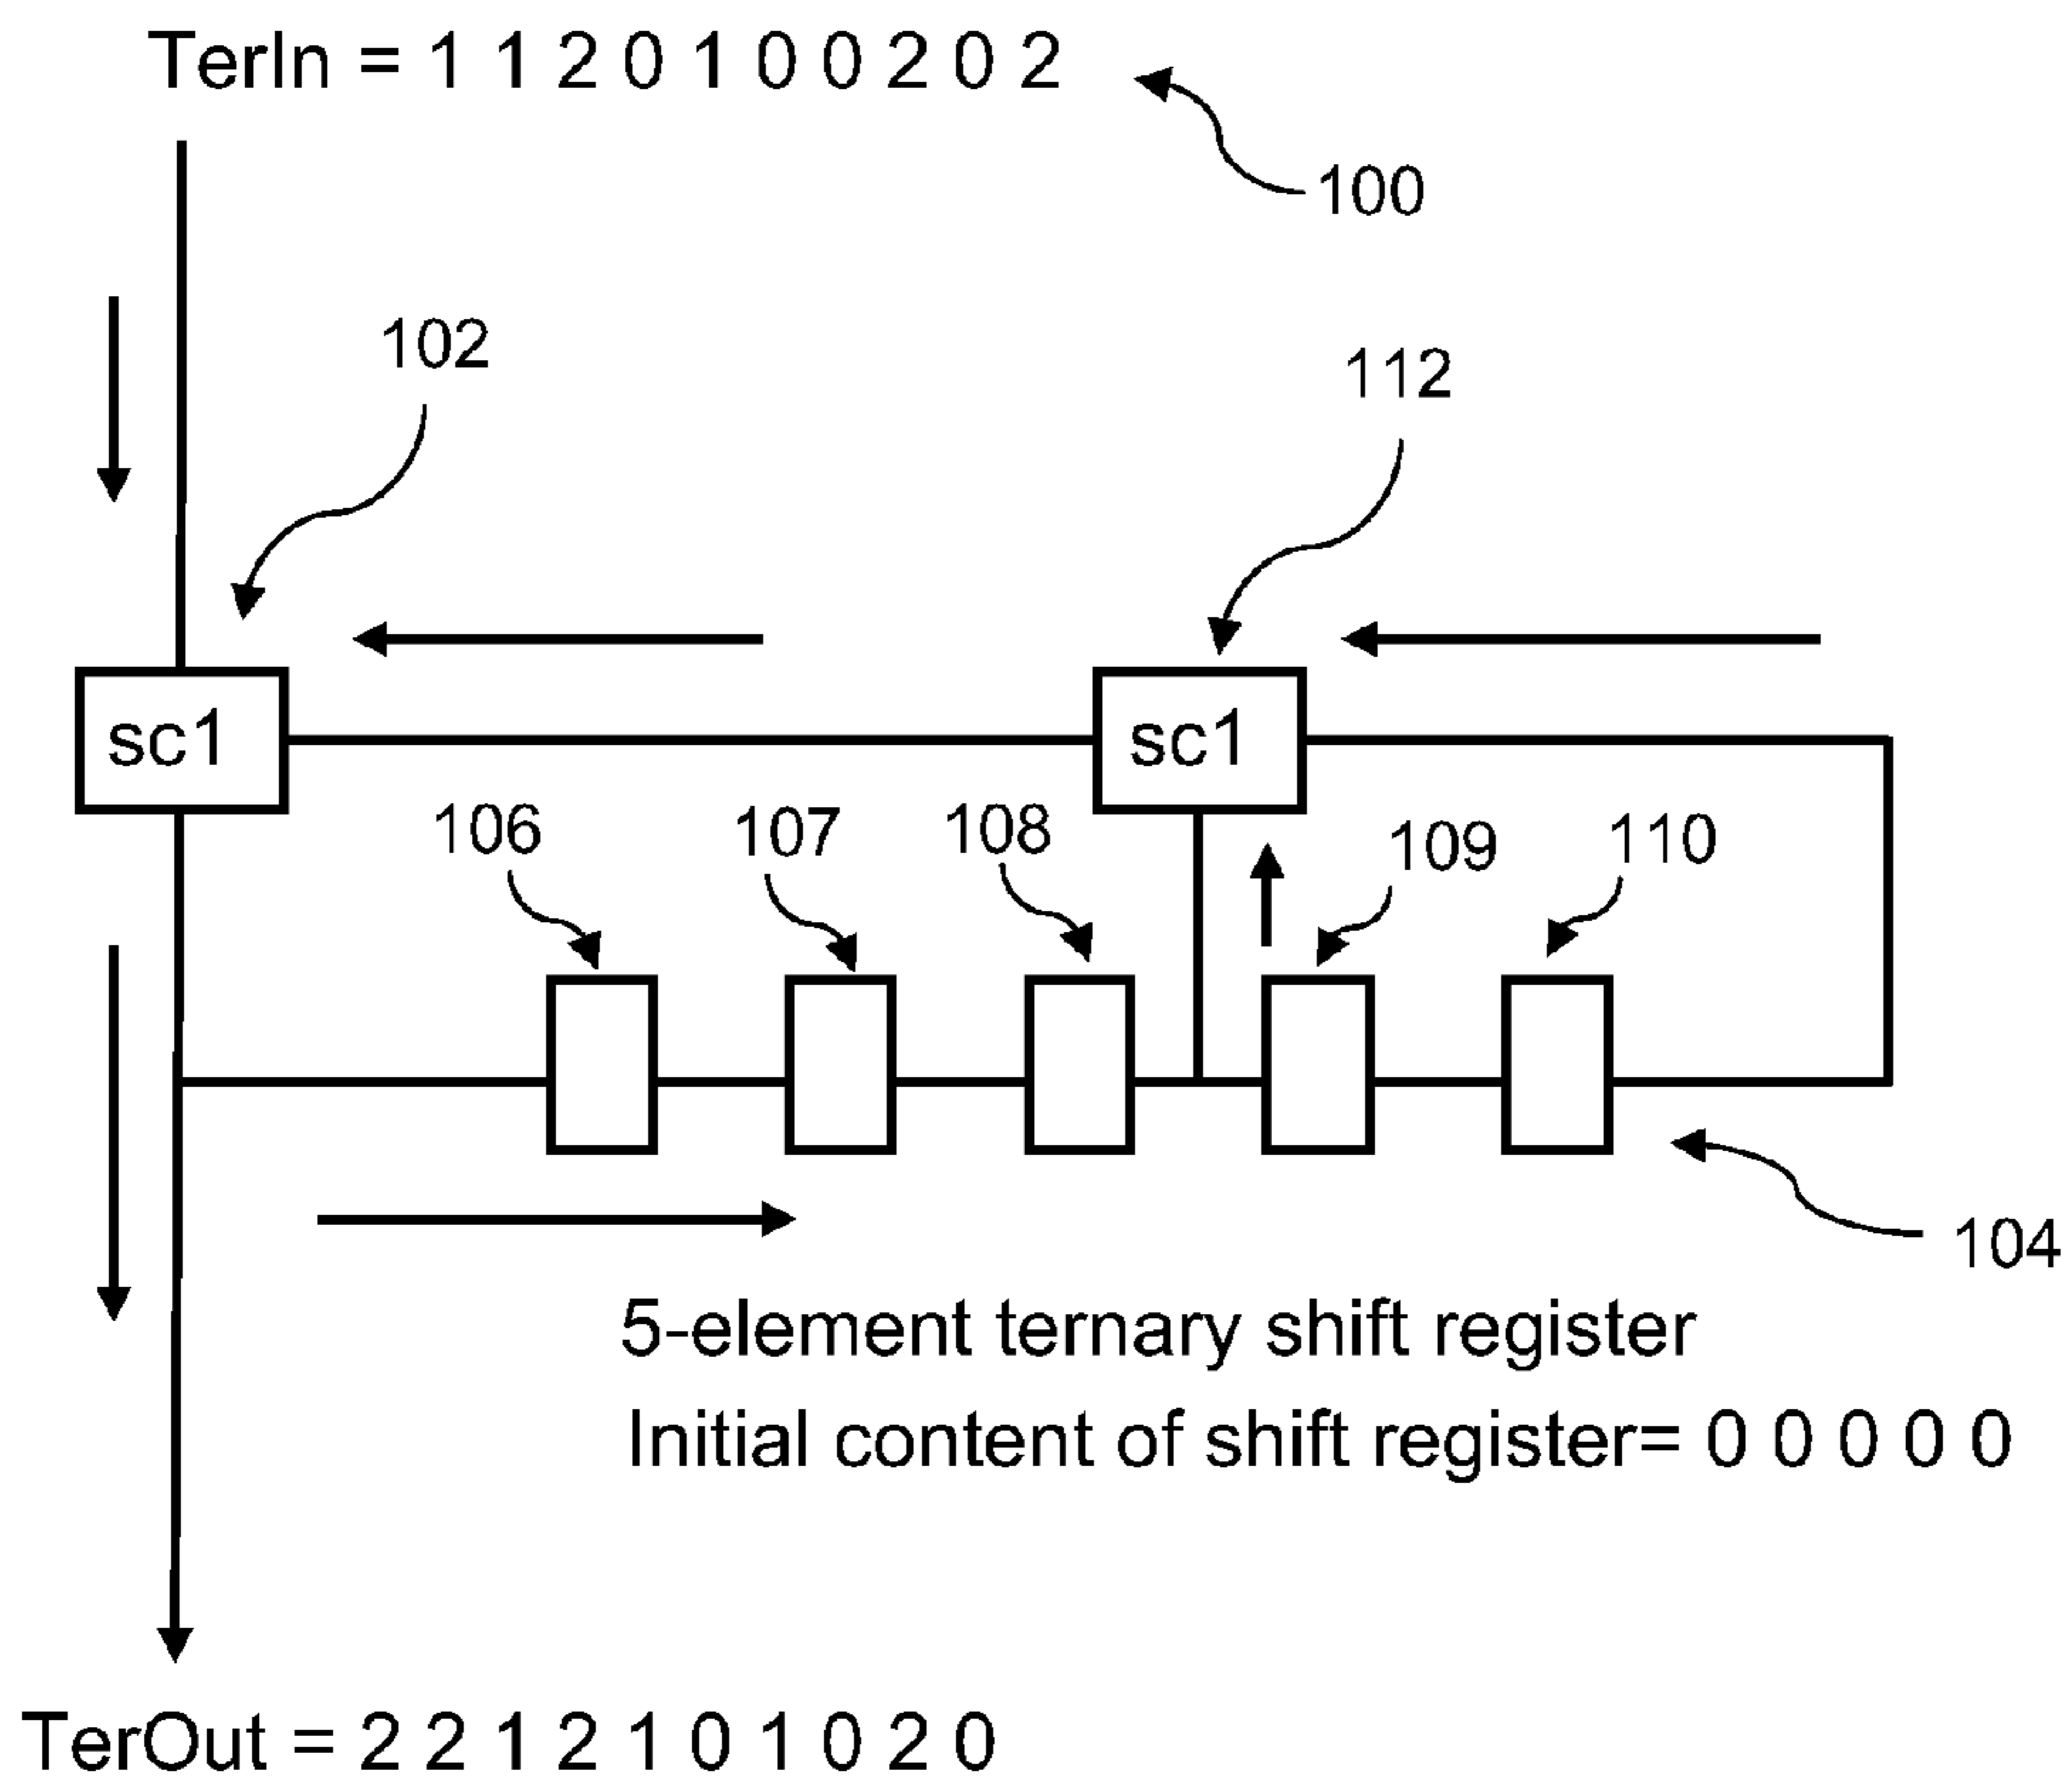 TerIn = 1 1 2 0 1 0 0 2 0 2
100
102
112
sc1
sc1
106
107
108
109
110
104
5-element ternary shift register
Initial content of shift register= 0 0 0 0 0
TerOut = 2 2 1 2 1 0 1 0 2 0